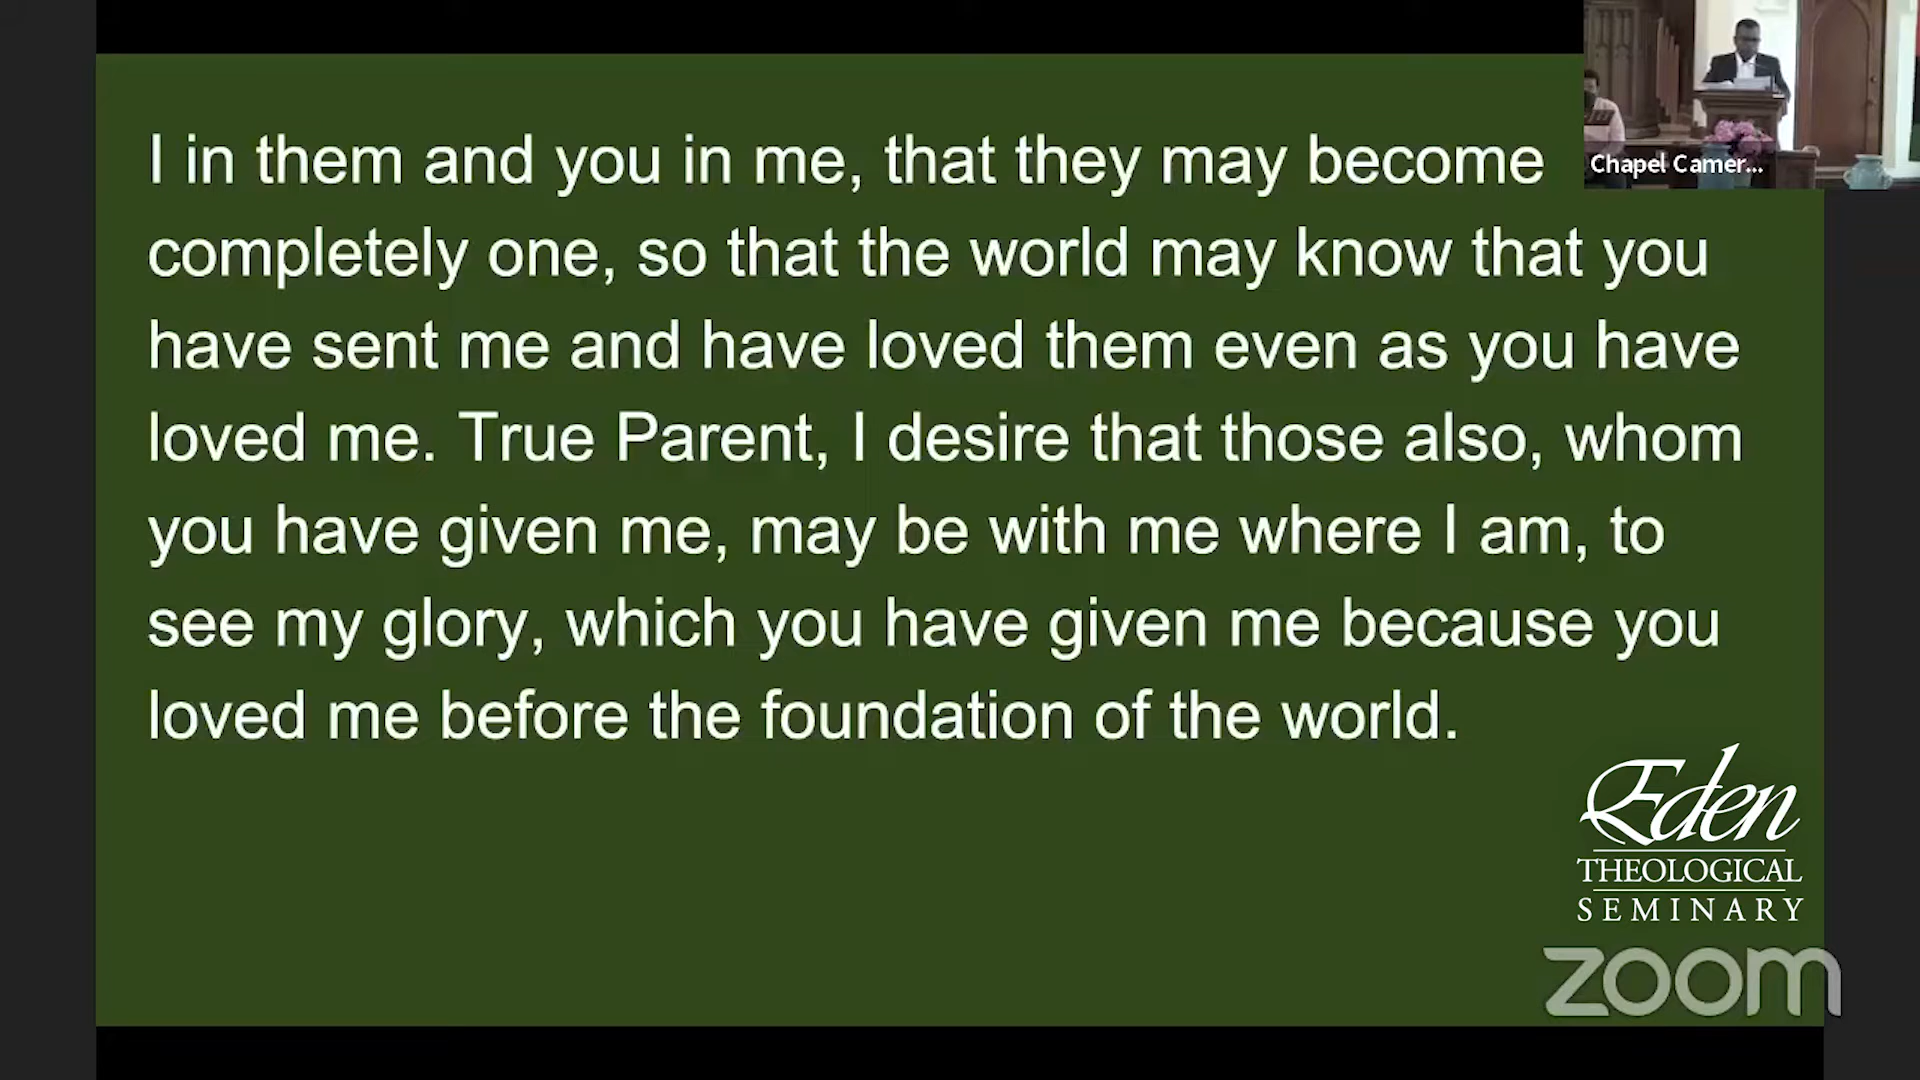 I in them and you in me, that they may become
completely one, so that the world may know that you
have sent me and have loved them even as you have
loved me. True Parent, I desire that those also, whom
you have given me, may be with me where I am, to
see my glory, which you have given me because you
loved me before the foundation of the world.
Chapel Camer...
Eden
THEOLOGICAL
SEMINARY
zoom